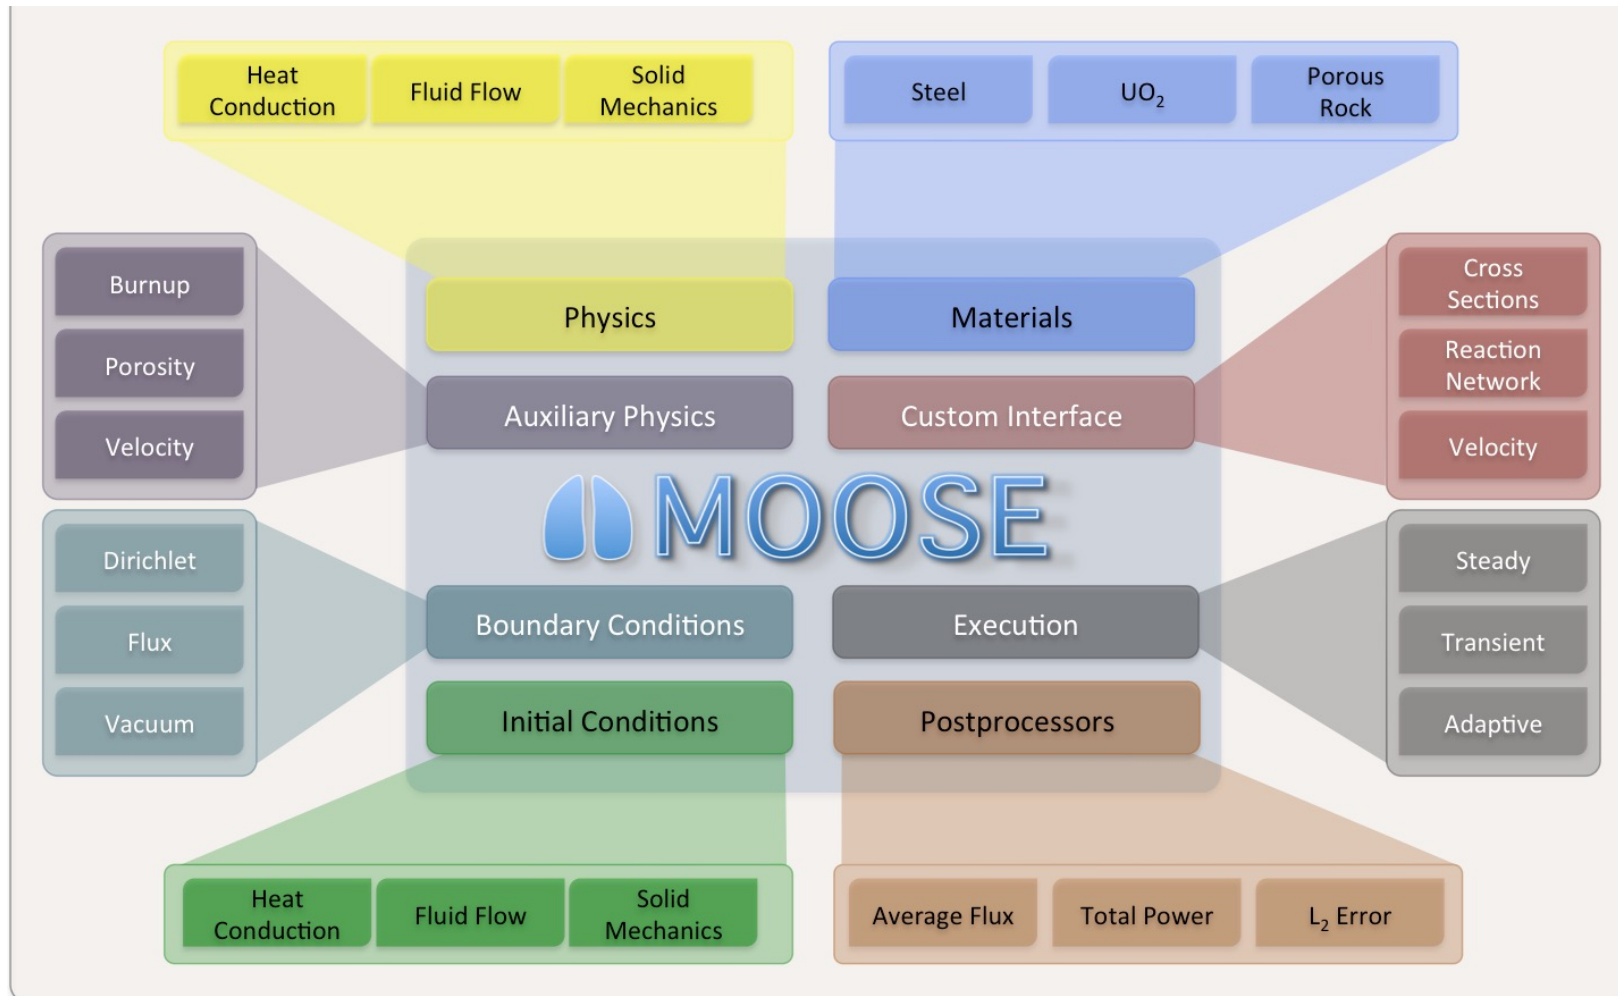 Heat
Conduction
Fluid Flow
Solid
Mechanics
Steel
UO₂
Porous
Rock
Burnup
Porosity
Velocity
Physics
Materials
Auxiliary Physics
Custom Interface
Cross
Sections
Reaction
Network
Velocity
MOOSE
Dirichlet
Flux
Vacuum
Boundary Conditions
Execution
Initial Conditions
Postprocessors
Steady
Transient
Adaptive
Heat
Conduction
Fluid Flow
Solid
Mechanics
Average Flux
Total Power
L₂ Error